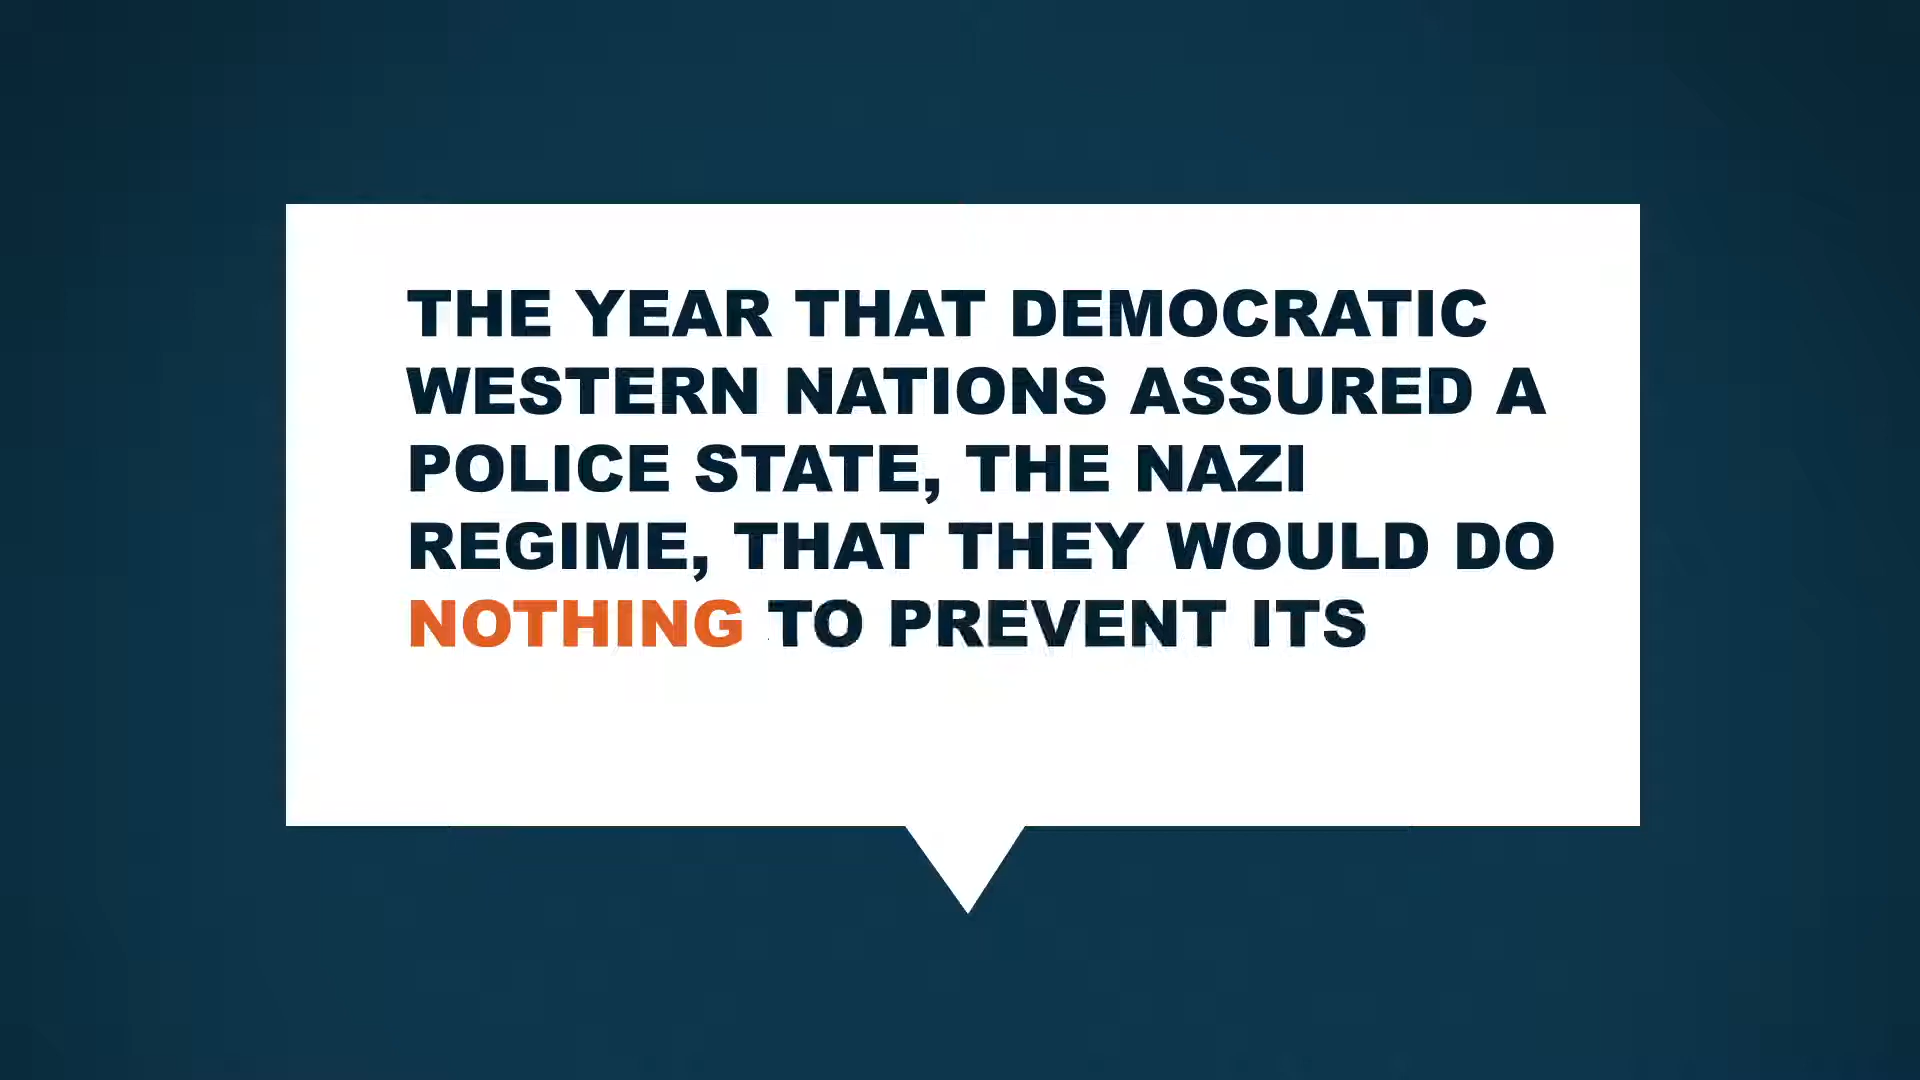 THE YEAR THAT DEMOCRATIC
WESTERN NATIONS ASSURED A
POLICE STATE, THE NAZI
REGIME, THAT THEY WOULD DO
NOTHING TO PREVENT ITS